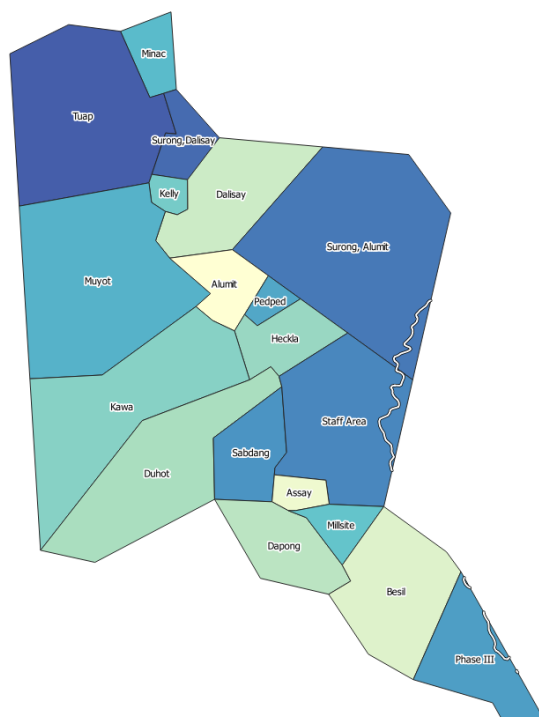 Minac
Tuap
Surong,Dalisay
Kelly
Dalisay
Surong, Alumit
Muyot
Alumit
Pedped
Heckla
Kawa
Staff Area
Sabdang
Duhot
Assay
Millsite
Dapong
Besil
Phase III